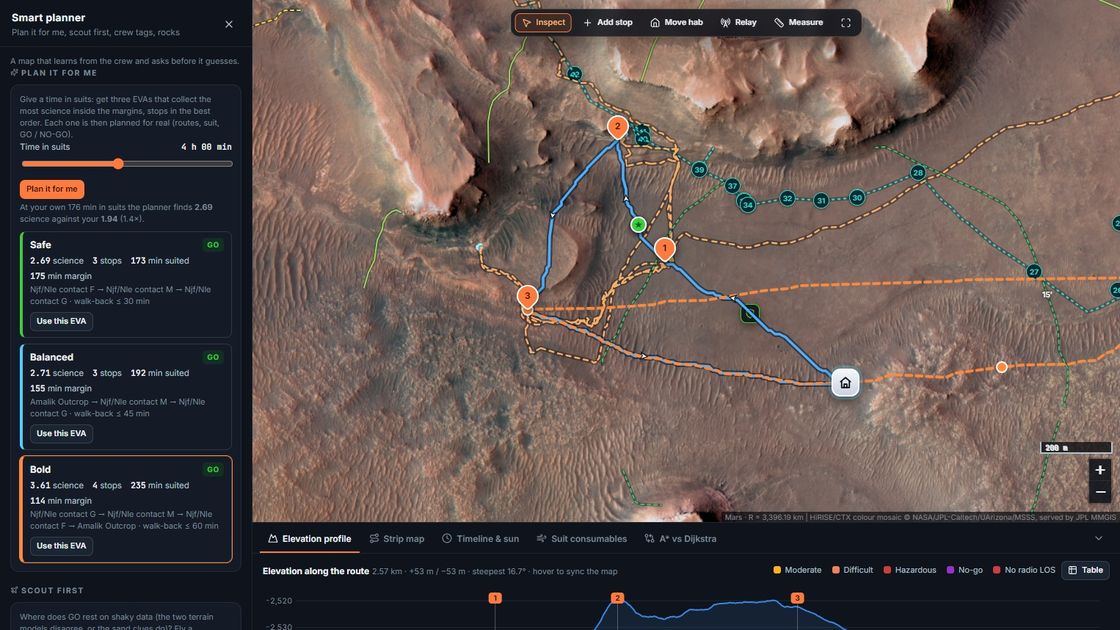 Smart planner
Plan it for me, scout first, crew tags, rocks
A map that learns from the crew and asks before it guesses.
PLAN IT FOR ME
Give a time in suits: get three EVAs that collect the
most science inside the margins, stops in the best
order. Each one is then planned for real (routes, suit,
GO / NO-GO).
Time in suits 4 h 00 min
Plan it for me
At your own 176 min in suits the planner finds 2.69
science against your 1.94 (1.4×).
Safe GO
2.69 science 3 stops 173 min suited
175 min margin
Njf/Nle contact F → Njf/Nle contact M → Njf/Nle
contact G · walk-back ≤ 30 min
Use this EVA
Balanced GO
2.71 science 3 stops 192 min suited
155 min margin
Amalik Outcrop → Njf/Nle contact M → Njf/Nle
contact G · walk-back ≤ 45 min
Use this EVA
Bold GO
3.61 science 4 stops 235 min suited
114 min margin
Njf/Nle contact G → Njf/Nle contact M → Njf/Nle
contact F → Amalik Outcrop · walk-back ≤ 60 min
Use this EVA
SCOUT FIRST
Where does GO rest on shaky data (the two terrain
models disagree, or the sand clues do)? Fly a
Inspect
Add stop
Move hab
Relay
Measure
42
2
39
37
34
32
31
30
28
1
27
15°
3
200 m
+
−
Mars · R = 3,396.19 km | HiRISE/CTX colour mosaic © NASA/JPL-Caltech/UArizona/MSSS, served by JPL MMGIS
Elevation profile
Strip map
Timeline & sun
Suit consumables
A* vs Dijkstra
Elevation along the route 2.57 km · +53 m / −53 m · steepest 16.7° · hover to sync the map
Moderate
Difficult
Hazardous
No-go
No radio LOS
Table
-2,520
1
2
3
-2,530